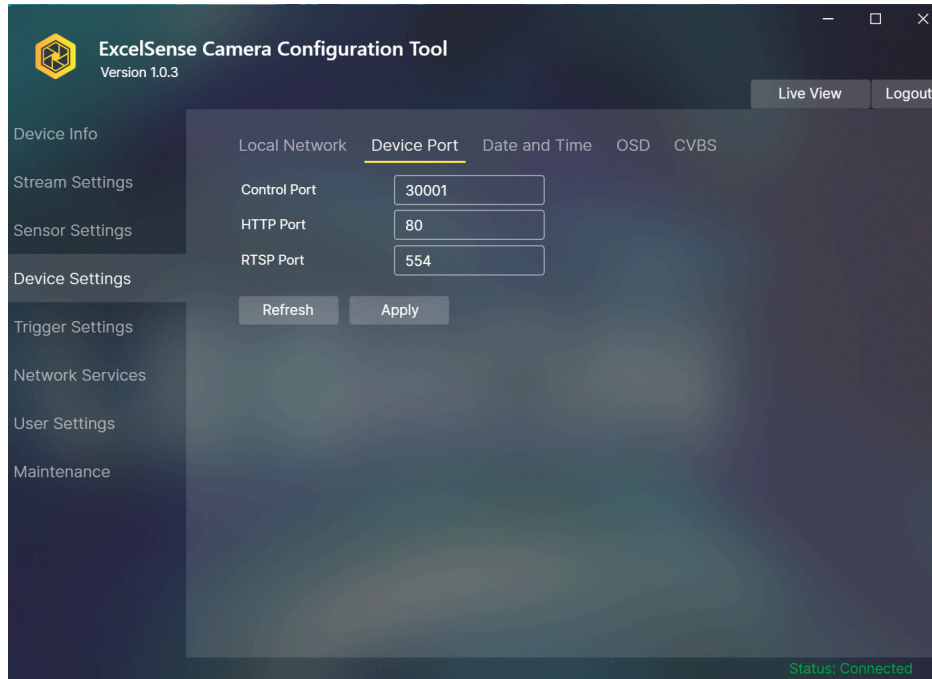 ExcelSense Camera Configuration Tool
Version 1.0.3
Live View Logout
Device Info
Stream Settings
Sensor Settings
Device Settings
Trigger Settings
Network Services
User Settings
Maintenance
Local Network Device Port Date and Time OSD CVBS
Control Port 30001
HTTP Port 80
RTSP Port 554
Refresh Apply
Status: Connected